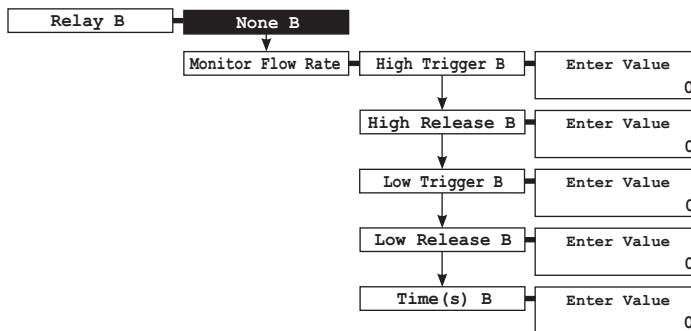 Relay B
None B
Monitor Flow Rate
High Trigger B
Enter Value
0
High Release B
Enter Value
0
Low Trigger B
Enter Value
0
Low Release B
Enter Value
0
Time(s) B
Enter Value
0